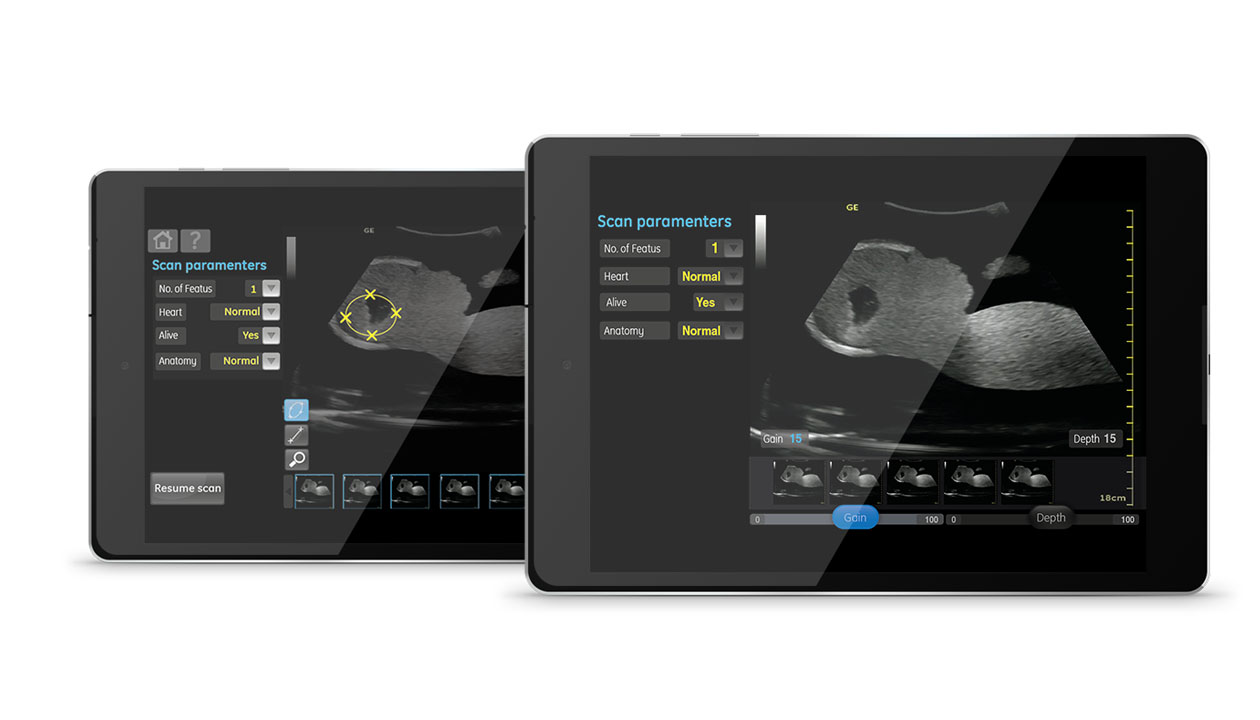 Scan paramenters
No. of Featus 1
Heart Normal
Alive Yes
Anatomy Normal
Resume scan
GE
?
Scan paramenters
No. of Featus 1
Heart Normal
Alive Yes
Anatomy Normal
GE
Gain 15
Depth 15
18cm
0 Gain 100
0 Depth 100